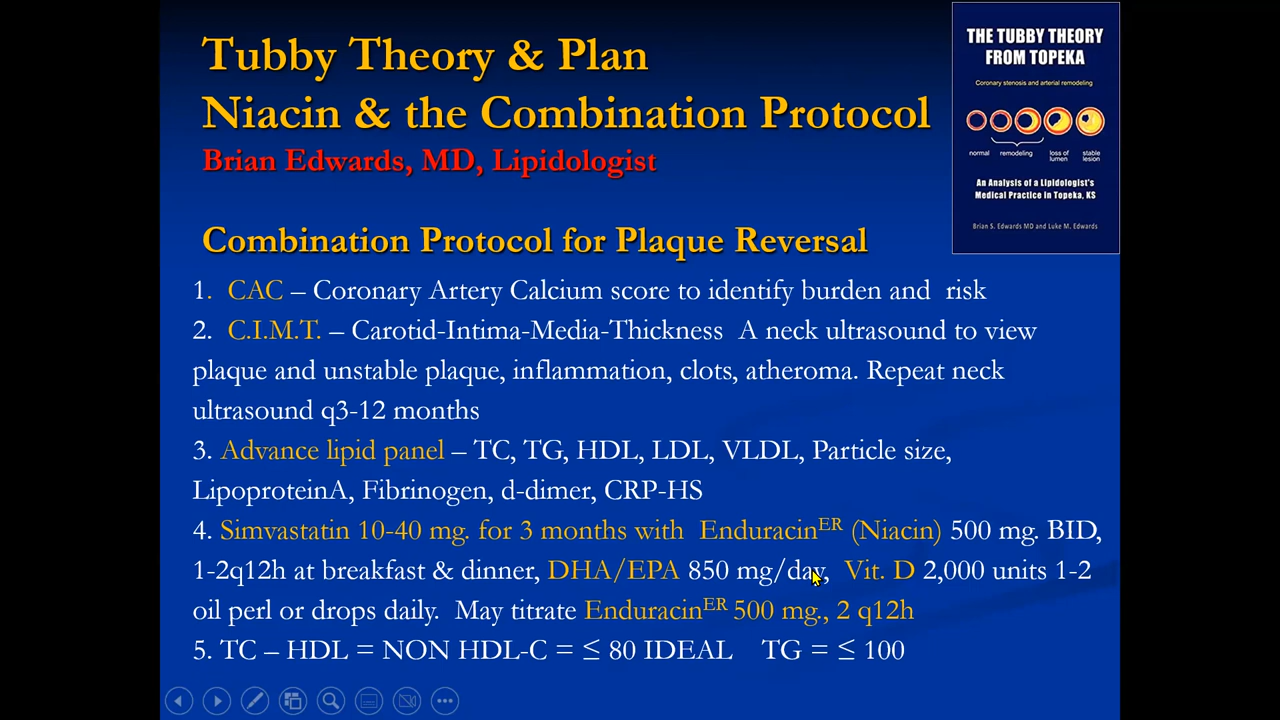 Tubby Theory & Plan
Niacin & the Combination Protocol
Brian Edwards, MD, Lipidologist
THE TUBBY THEORY
FROM TOPEKA
Coronary stenosis and arterial remodeling
normal remodeling loss of lumen stable lesion
An Analysis of a Lipidologist's
Medical Practice in Topeka, KS
Brian S. Edwards MD and Luke M. Edwards
Combination Protocol for Plaque Reversal
1. CAC – Coronary Artery Calcium score to identify burden and risk
2. C.I.M.T. – Carotid-Intima-Media-Thickness A neck ultrasound to view
plaque and unstable plaque, inflammation, clots, atheroma. Repeat neck
ultrasound q3-12 months
3. Advance lipid panel – TC, TG, HDL, LDL, VLDL, Particle size,
LipoproteinA, Fibrinogen, d-dimer, CRP-HS
4. Simvastatin 10-40 mg. for 3 months with Enduracin ER (Niacin) 500 mg. BID,
1-2q12h at breakfast & dinner, DHA/EPA 850 mg/day, Vit. D 2,000 units 1-2
oil perl or drops daily. May titrate Enduracin ER 500 mg., 2 q12h
5. TC – HDL = NON HDL-C = ≤ 80 IDEAL TG = ≤ 100